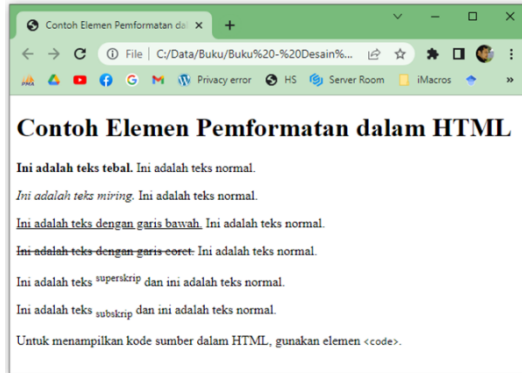 Contoh Elemen Pemformatan dal
File C:/Data/Buku/Buku%20-%20Desain%...
PMA Privacy error HS Server Room iMacros »
Contoh Elemen Pemformatan dalam HTML
Ini adalah teks tebal. Ini adalah teks normal.
Ini adalah teks miring. Ini adalah teks normal.
Ini adalah teks dengan garis bawah. Ini adalah teks normal.
Ini adalah teks dengan garis coret. Ini adalah teks normal.
Ini adalah teks superskrip dan ini adalah teks normal.
Ini adalah teks subskrip dan ini adalah teks normal.
Untuk menampilkan kode sumber dalam HTML, gunakan elemen <code>.